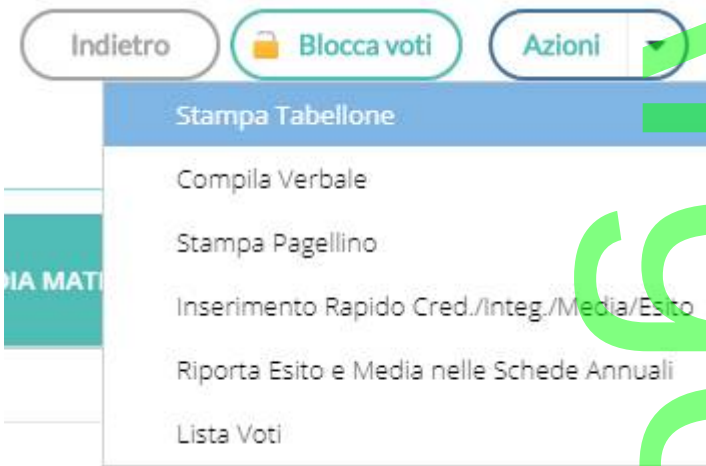 Indietro
Blocca voti
Azioni
Stampa Tabellone
Compila Verbale
Stampa Pagellino
Inserimento Rapido Cred./Integ./Media/Esito
Riporta Esito e Media nelle Schede Annuali
Lista Voti